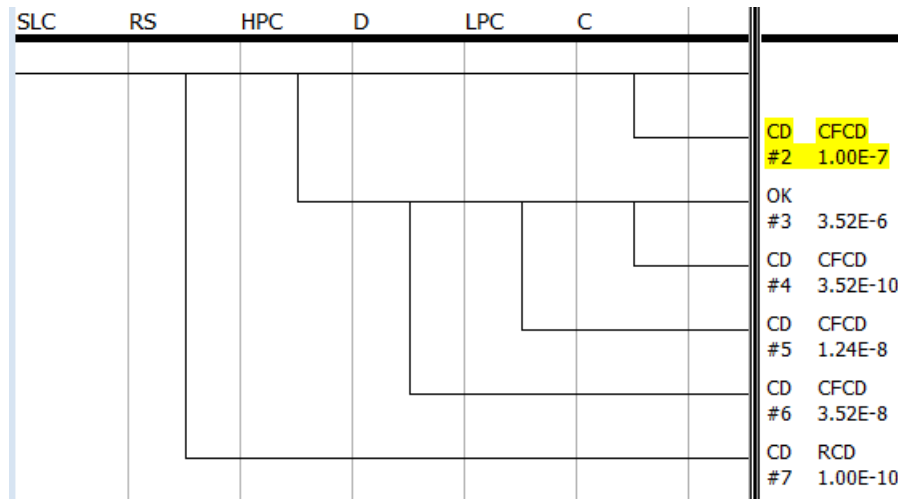 SLC RS HPC D LPC C
CD CFCD
#2 1.00E-7
OK
#3 3.52E-6
CD CFCD
#4 3.52E-10
CD CFCD
#5 1.24E-8
CD CFCD
#6 3.52E-8
CD RCD
#7 1.00E-10